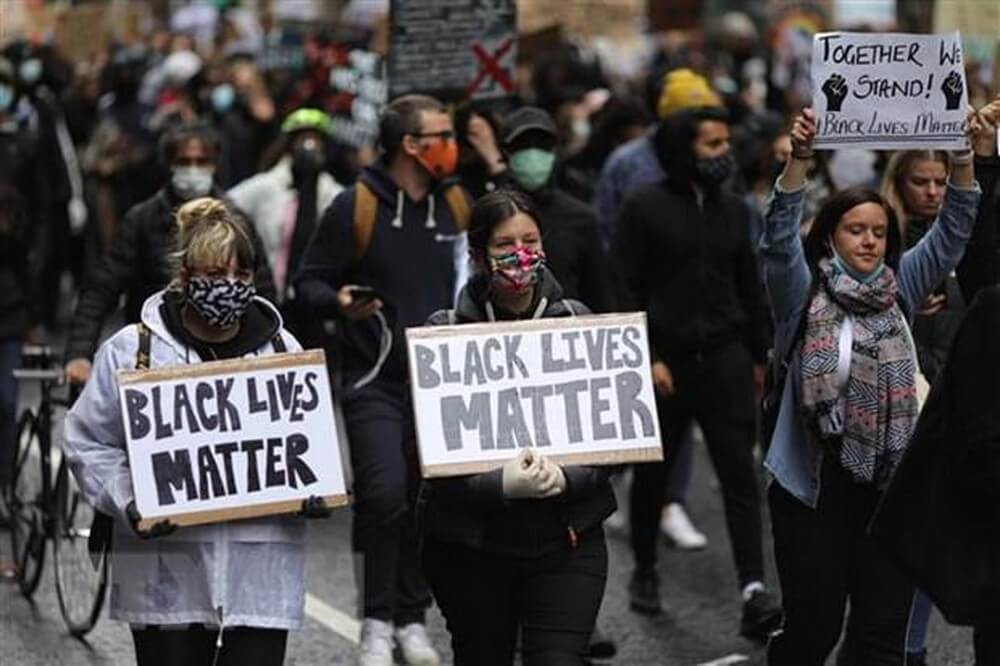 BLACK LIVES
MATTER
BLACK LIVES
MATTER
TOGETHER WE
STAND!
BLACK LIVES MATTER